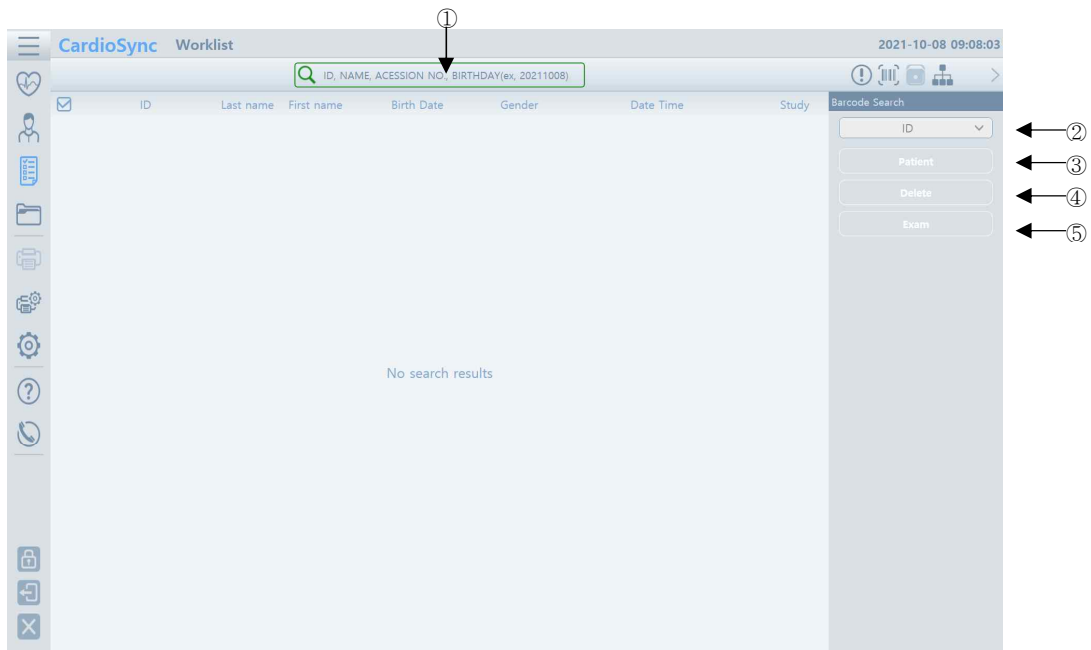 ①
CardioSync Worklist 2021-10-08 09:08:03
ID, NAME, ACESSION NO., BIRTHDAY(ex, 20211008)
ID Last name First name Birth Date Gender Date Time Study Barcode Search
ID ②
Patient ③
Delete ④
Exam ⑤
No search results